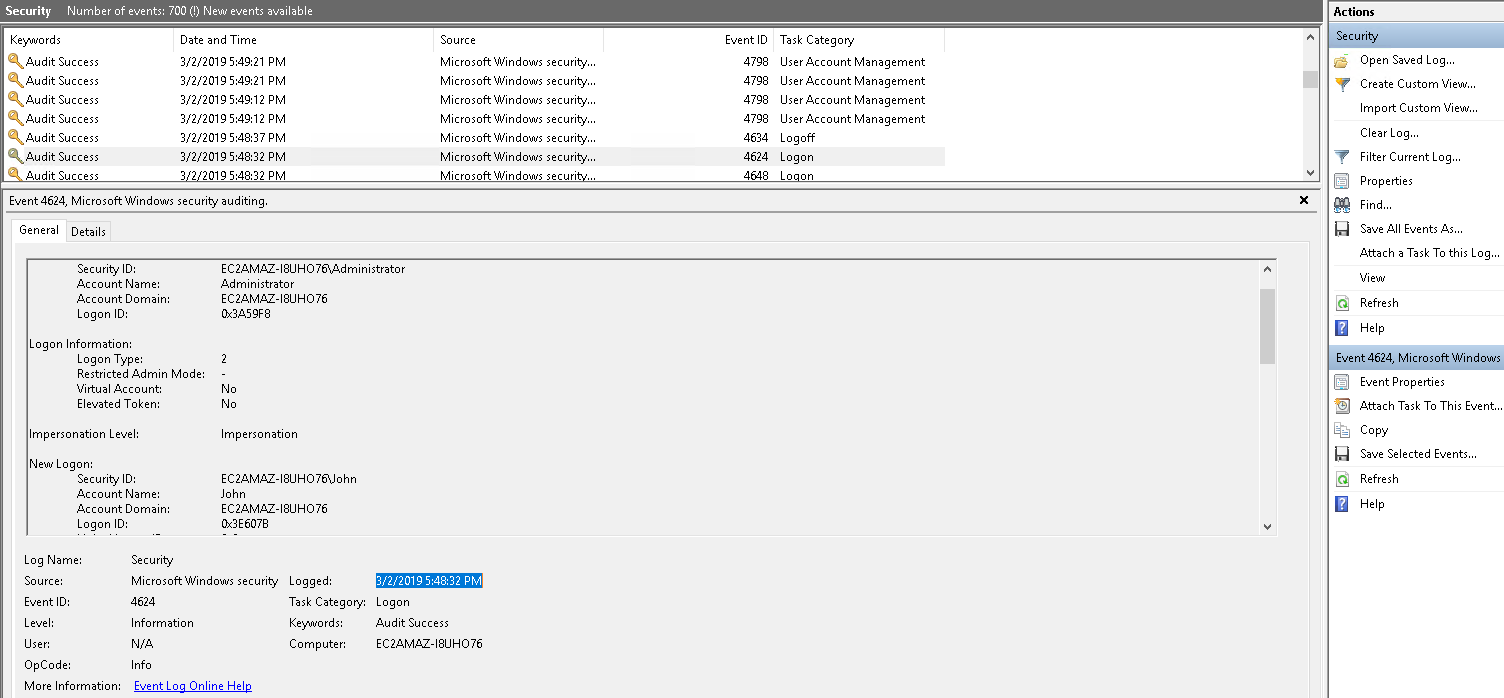 Security Number of events: 700 (!) New events available
Keywords Date and Time Source Event ID Task Category
Audit Success 3/2/2019 5:49:21 PM Microsoft Windows security... 4798 User Account Management
Audit Success 3/2/2019 5:49:21 PM Microsoft Windows security... 4798 User Account Management
Audit Success 3/2/2019 5:49:12 PM Microsoft Windows security... 4798 User Account Management
Audit Success 3/2/2019 5:49:12 PM Microsoft Windows security... 4798 User Account Management
Audit Success 3/2/2019 5:48:37 PM Microsoft Windows security... 4634 Logoff
Audit Success 3/2/2019 5:48:32 PM Microsoft Windows security... 4624 Logon
Audit Success 3/2/2019 5:48:32 PM Microsoft Windows security... 4648 Logon
Event 4624, Microsoft Windows security auditing.
General Details
Security ID: EC2AMAZ-I8UHO76\Administrator
Account Name: Administrator
Account Domain: EC2AMAZ-I8UHO76
Logon ID: 0x3A59F8
Logon Information:
Logon Type: 2
Restricted Admin Mode: -
Virtual Account: No
Elevated Token: No
Impersonation Level: Impersonation
New Logon:
Security ID: EC2AMAZ-I8UHO76\John
Account Name: John
Account Domain: EC2AMAZ-I8UHO76
Logon ID: 0x3E607B
Log Name: Security
Source: Microsoft Windows security Logged: 3/2/2019 5:48:32 PM
Event ID: 4624 Task Category: Logon
Level: Information Keywords: Audit Success
User: N/A Computer: EC2AMAZ-I8UHO76
OpCode: Info
More Information: Event Log Online Help
Actions
Security
Open Saved Log...
Create Custom View...
Import Custom View...
Clear Log...
Filter Current Log...
Properties
Find...
Save All Events As...
Attach a Task To this Log...
View
Refresh
Help
Event 4624, Microsoft Windows
Event Properties
Attach Task To This Event...
Copy
Save Selected Events...
Refresh
Help